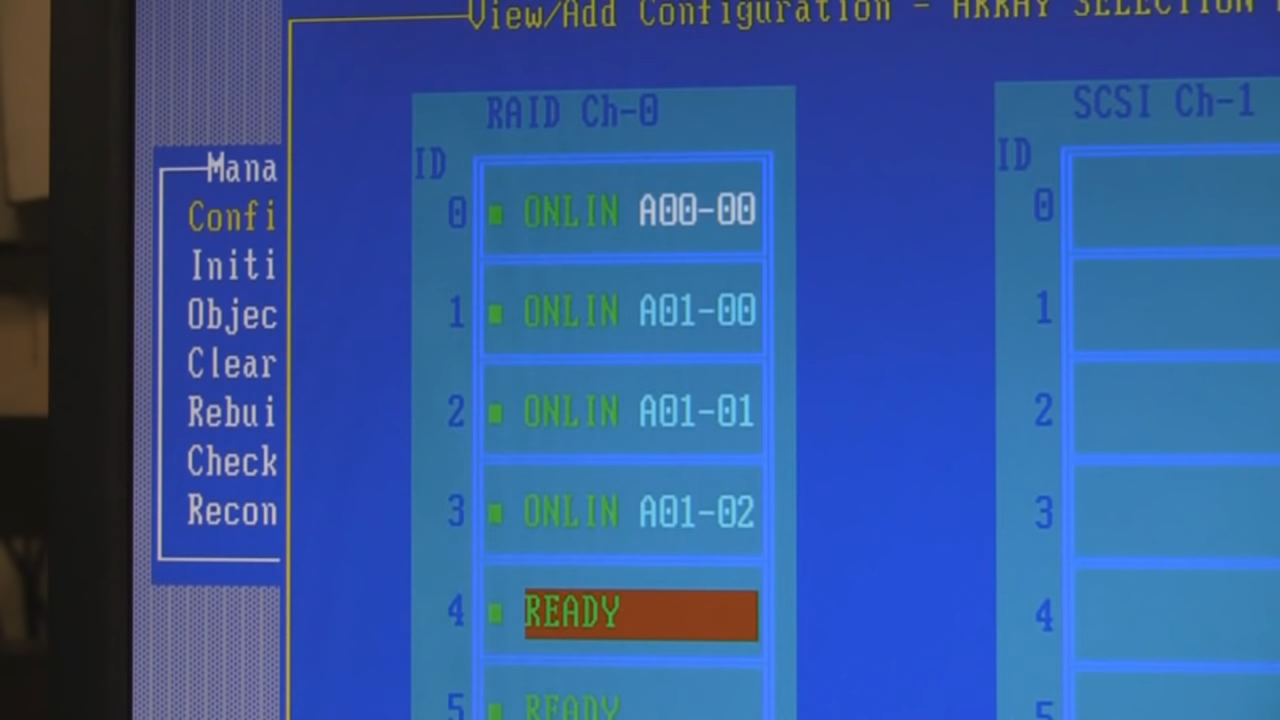 View/Add Configuration - ARRAY SELECTION
RAID Ch-0
SCSI Ch-1
ID
ID
Mana
Confi
Initi
Objec
Clear
Rebui
Check
Recon
0 ONLIN A00-00
1 ONLIN A01-00
2 ONLIN A01-01
3 ONLIN A01-02
4 READY
5 READY
0
1
2
3
4
5